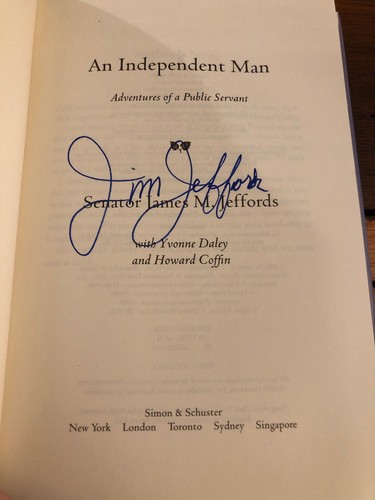 An Independent Man
Adventures of a Public Servant
Jim Jeffords
Senator James M. Jeffords
with Yvonne Daley
and Howard Coffin
Simon & Schuster
New York London Toronto Sydney Singapore